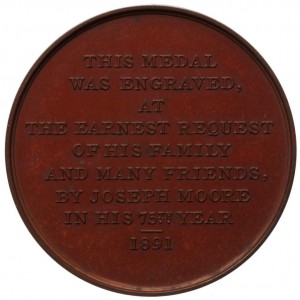 THIS MEDAL
WAS ENGRAVED,
AT
THE EARNEST REQUEST
OF HIS FAMILY
AND MANY FRIENDS,
BY JOSEPH MOORE
IN HIS 75TH YEAR
1891